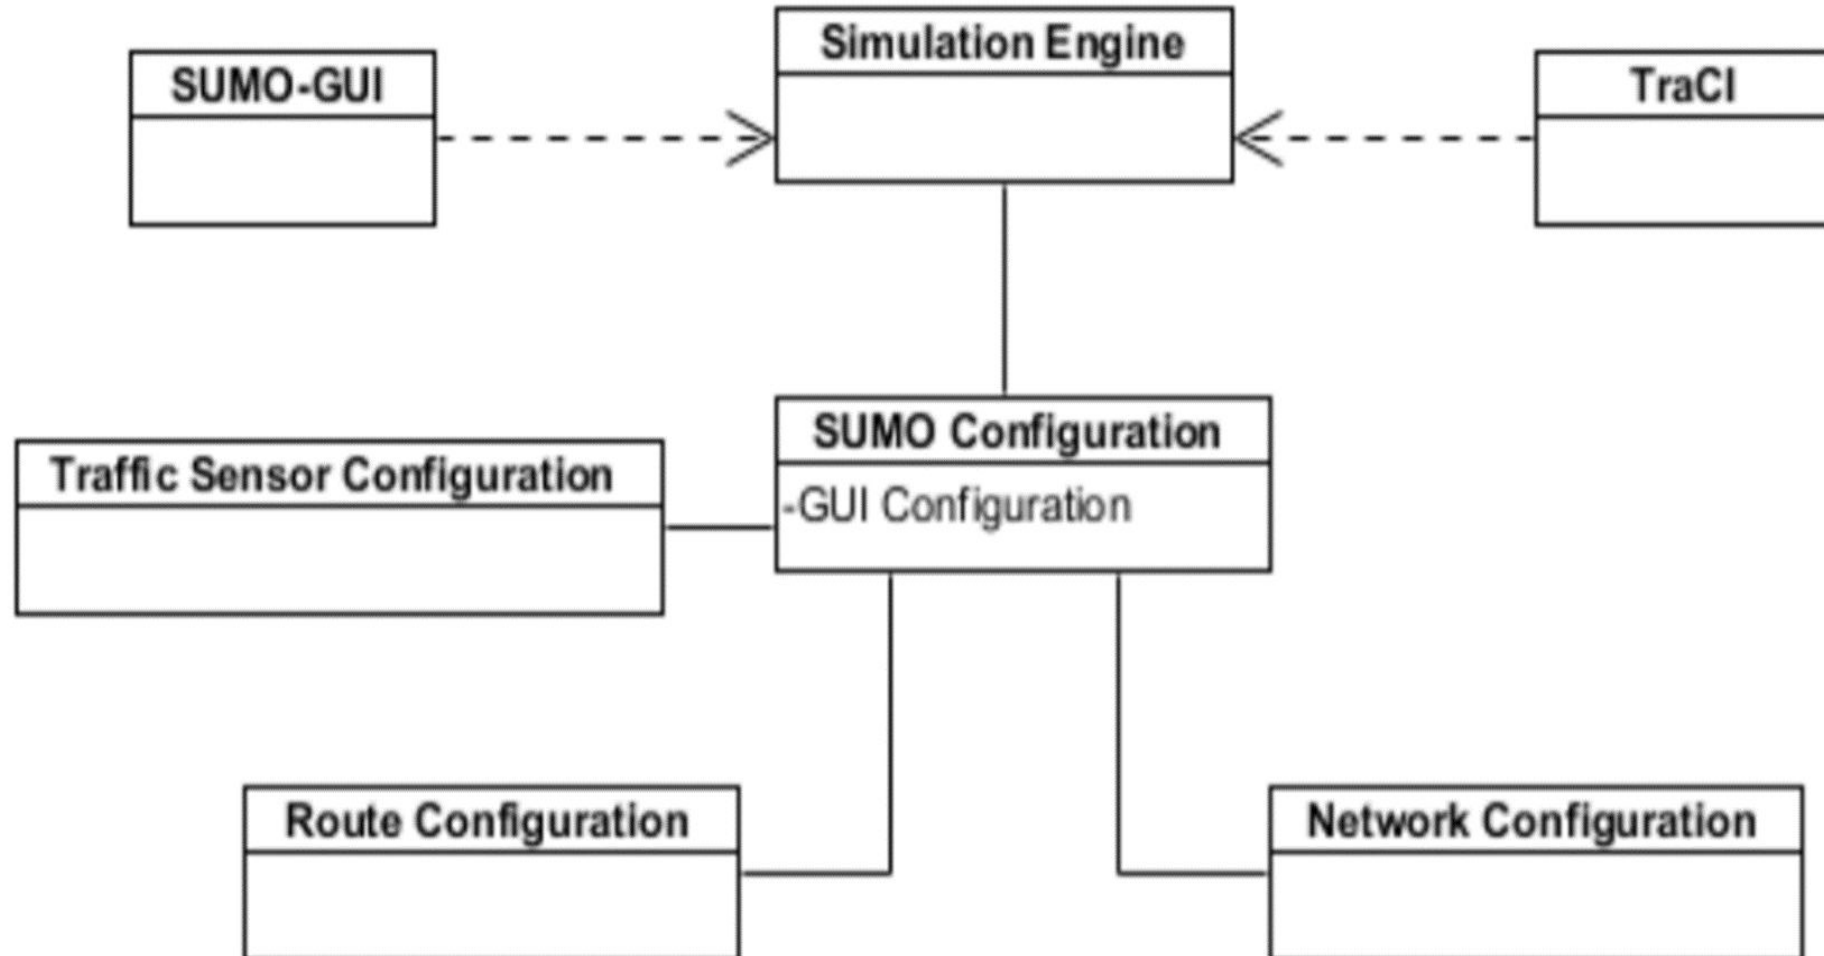 Simulation Engine
SUMO-GUI
TraCI
SUMO Configuration
-GUI Configuration
Traffic Sensor Configuration
Route Configuration
Network Configuration